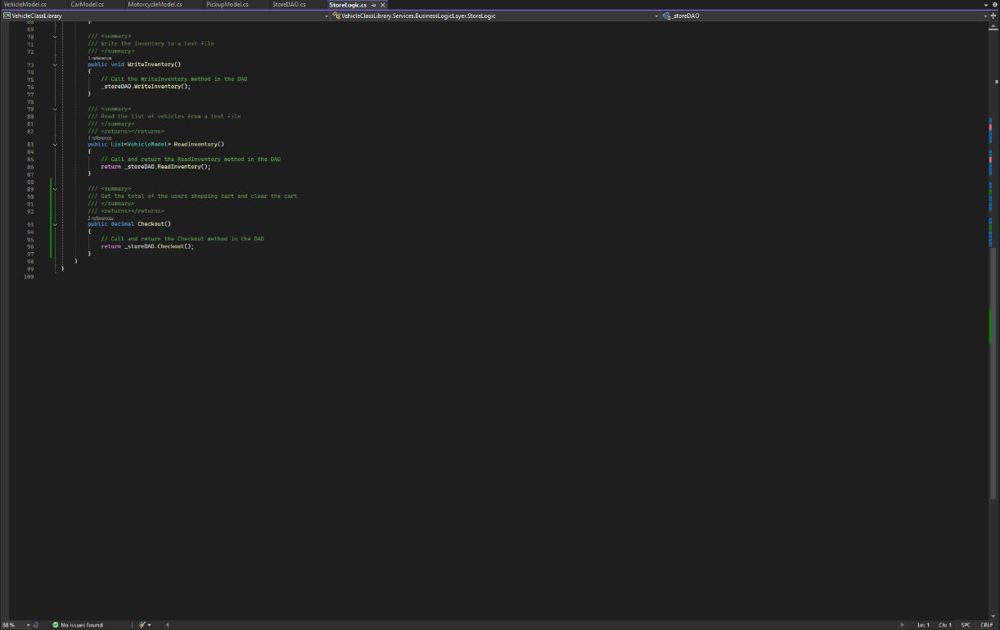 VehicleModel.cs CarModel.cs MotorcycleModel.cs PickupModel.cs StoreDAO.cs StoreLogic.cs
VehicleClassLibrary VehicleClassLibrary.Services.BusinessLogicLayer.StoreLogic _storeDAO
68 }
69
70 /// <summary>
71 /// Write the inventory to a text file
72 /// </summary>
1 reference
73 public void WriteInventory()
74 {
75 // Call the WriteInventory method in the DAO
76 _storeDAO.WriteInventory();
77 }
78
79 /// <summary>
80 /// Read the list of vehicles from a text file
81 /// </summary>
82 /// <returns></returns>
1 reference
83 public List<VehicleModel> ReadInventory()
84 {
85 // Call and return the ReadInventory method in the DAO
86 return _storeDAO.ReadInventory();
87 }
88
89 /// <summary>
90 /// Get the total of the users shopping cart and clear the cart
91 /// </summary>
92 /// <returns></returns>
2 references
93 public decimal Checkout()
94 {
95 // Call and return the Checkout method in the DAO
96 return _storeDAO.Checkout();
97 }
98 }
99 }
100
88 % No issues found Ln: 1 Ch: 1 SPC CRLF